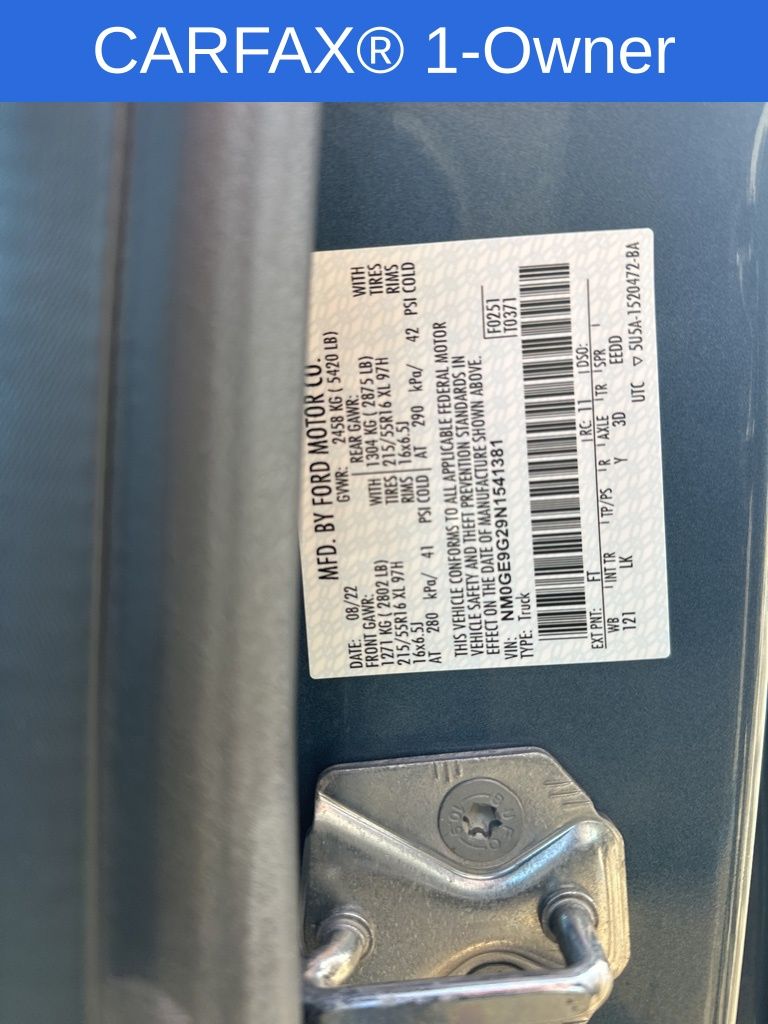 CARFAX® 1-Owner
MFD. BY FORD MOTOR CO.
DATE: 08/22 GVWR: 2458 KG ( 5420 LB)
FRONT GAWR: REAR GAWR:
1271 KG ( 2802 LB) WITH 1304 KG ( 2875 LB) WITH
215/55R16 XL 97H TIRES 215/55R16 XL 97H TIRES
16x6.5J RIMS 16x6.5J RIMS
AT 280 kPa/ 41 PSI COLD AT 290 kPa/ 42 PSI COLD
THIS VEHICLE CONFORMS TO ALL APPLICABLE FEDERAL MOTOR
VEHICLE SAFETY AND THEFT PREVENTION STANDARDS IN
EFFECT ON THE DATE OF MANUFACTURE SHOWN ABOVE.
VIN: NM0GE9G29N1541381 F0251
TYPE: Truck T0371
EXT PNT: FT RC: 11 DSO:
WB INT TR TP/PS R AXLE TR SPR
121 LK Y 3D EEDD
UTC ▽ 5U5A-1520472-BA
10.9